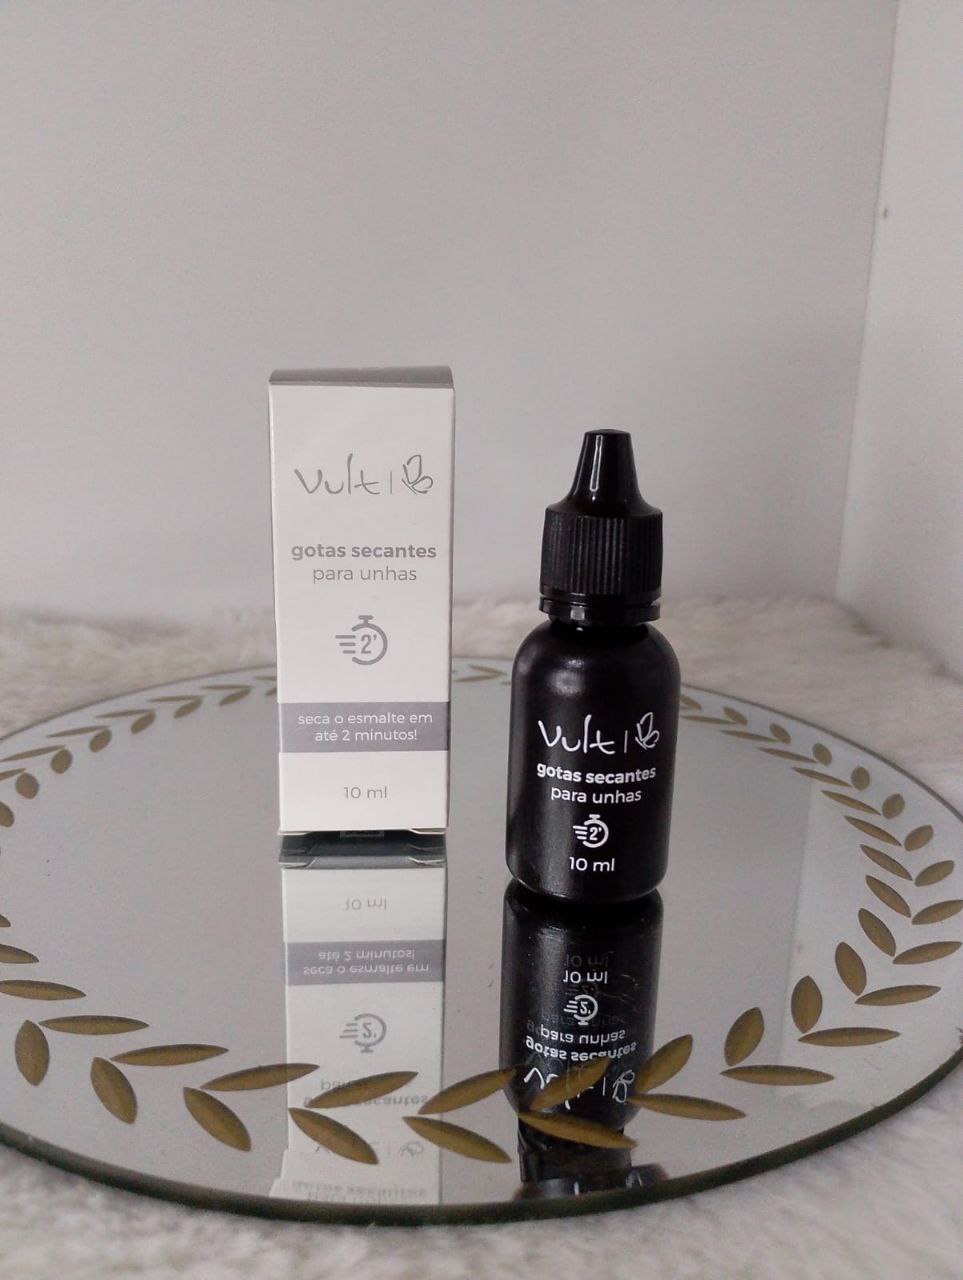 Vult
gotas secantes
para unhas
2'
seca o esmalte em
até 2 minutos!
10 ml
Vult
gotas secantes
para unhas
2'
10 ml